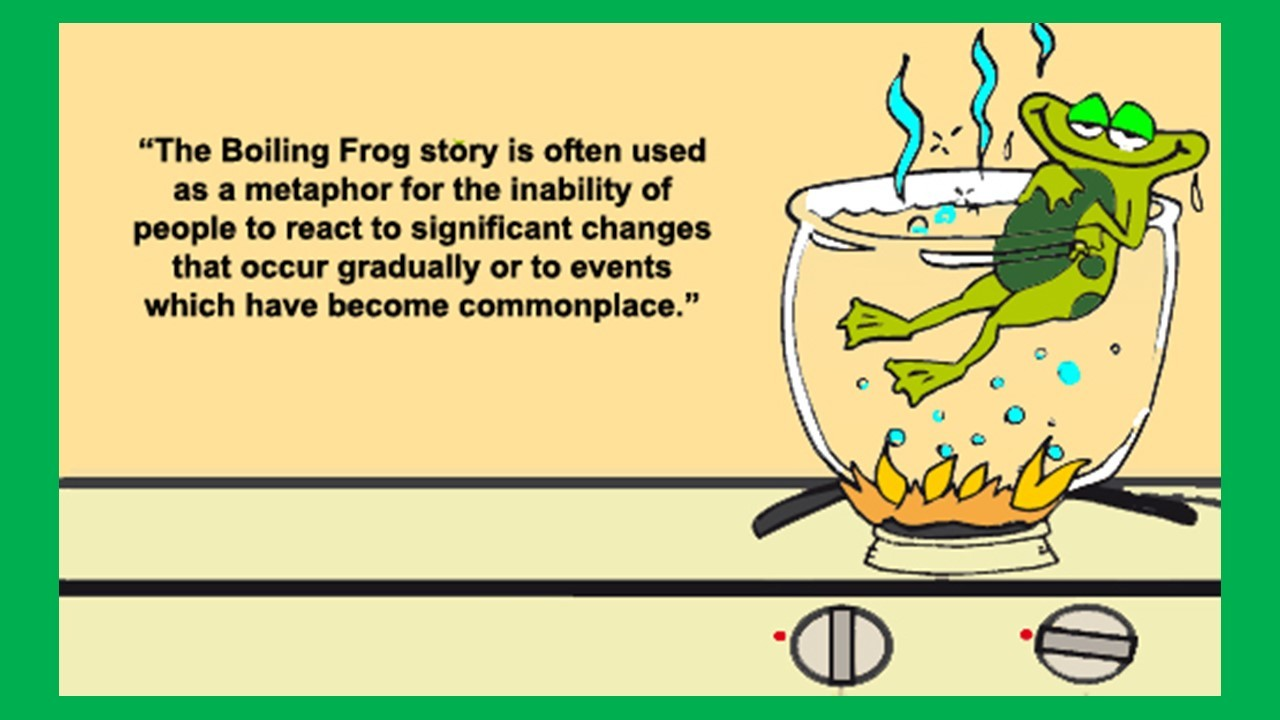 “The Boiling Frog story is often used
as a metaphor for the inability of
people to react to significant changes
that occur gradually or to events
which have become commonplace.”